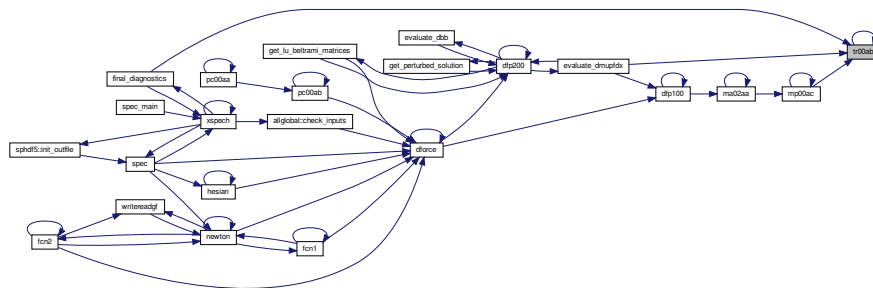 evaluate_dbb
get_lu_beltrami_matrices
tr00ab
get_perturbed_solution
dfp200
evaluate_dmupfdx
final_diagnostics
pc00aa
pc00ab
dfp100
ma02aa
mp00ac
spec_main
xspech
allglobal::check_inputs
sphdf5::init_outfile
spec
dforce
hesian
writereadgf
fcn2
newton
fcn1